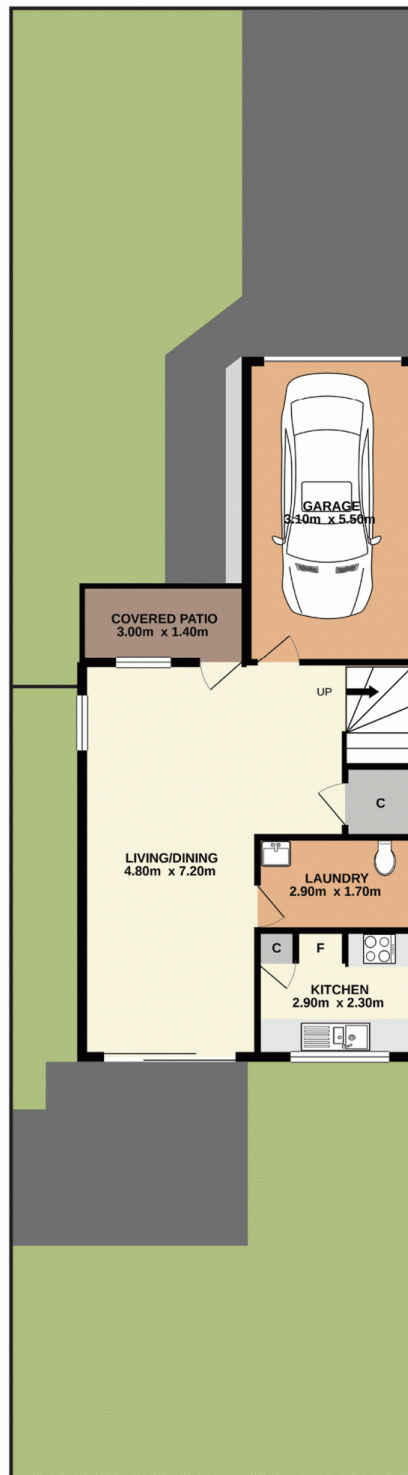 GARAGE
3.10m x 5.50m
COVERED PATIO
3.00m x 1.40m
UP
C
LIVING/DINING
4.80m x 7.20m
LAUNDRY
2.90m x 1.70m
C
F
KITCHEN
2.90m x 2.30m